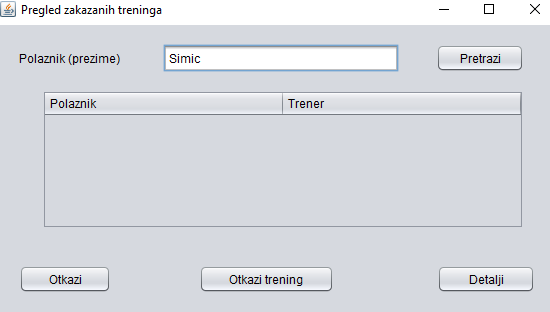 Pregled zakazanih treninga
Polaznik (prezime) Simic Pretrazi
Polaznik Trener
Otkazi Otkazi trening Detalji